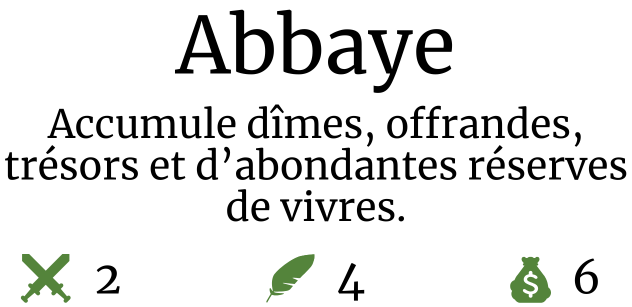 Abbaye
Accumule dîmes, offrandes,
trésors et d’abondantes réserves
de vivres.
2 4 $ 6